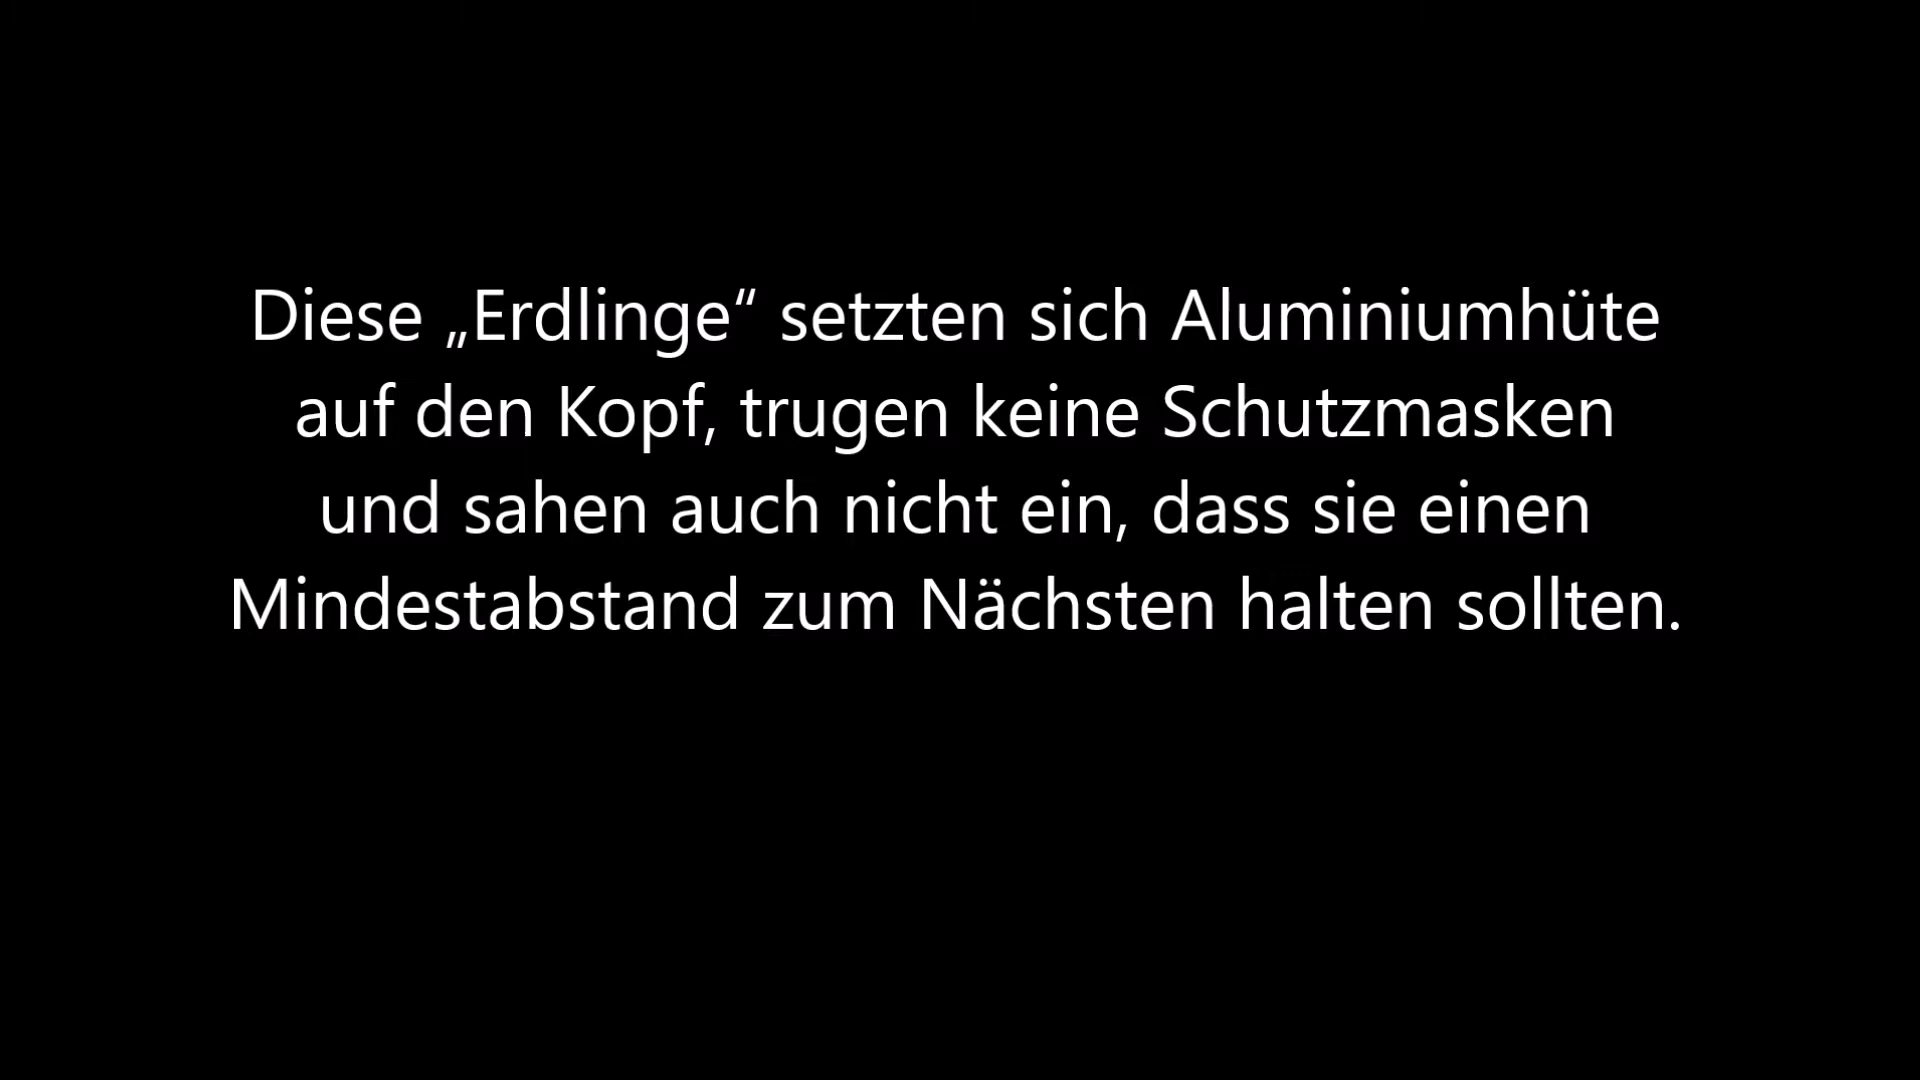 Diese „Erdlinge“ setzten sich Aluminiumhüte
auf den Kopf, trugen keine Schutzmasken
und sahen auch nicht ein, dass sie einen
Mindestabstand zum Nächsten halten sollten.